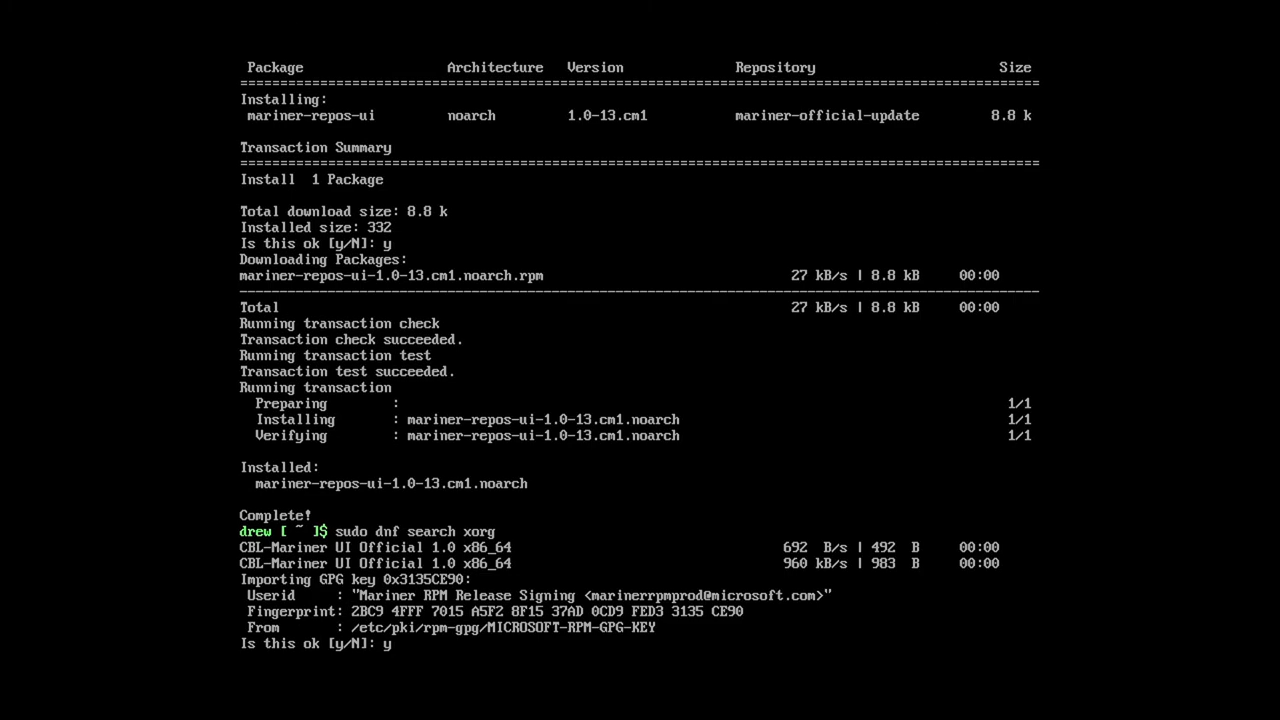 Package Architecture Version Repository Size
================================================================================
Installing:
mariner-repos-ui noarch 1.0-13.cm1 mariner-official-update 8.8 k
Transaction Summary
================================================================================
Install 1 Package
Total download size: 8.8 k
Installed size: 332
Is this ok [y/N]: y
Downloading Packages:
mariner-repos-ui-1.0-13.cm1.noarch.rpm 27 kB/s | 8.8 kB 00:00
--------------------------------------------------------------------------------
Total 27 kB/s | 8.8 kB 00:00
Running transaction check
Transaction check succeeded.
Running transaction test
Transaction test succeeded.
Running transaction
Preparing : 1/1
Installing : mariner-repos-ui-1.0-13.cm1.noarch 1/1
Verifying : mariner-repos-ui-1.0-13.cm1.noarch 1/1
Installed:
mariner-repos-ui-1.0-13.cm1.noarch
Complete!
drew [ ~ ]$ sudo dnf search xorg
CBL-Mariner UI Official 1.0 x86_64 692 B/s | 492 B 00:00
CBL-Mariner UI Official 1.0 x86_64 960 kB/s | 983 B 00:00
Importing GPG key 0x3135CE90:
Userid : "Mariner RPM Release Signing <marinerrpmprod@microsoft.com>"
Fingerprint: 2BC9 4FFF 7015 A5F2 8F15 37AD 0CD9 FED3 3135 CE90
From : /etc/pki/rpm-gpg/MICROSOFT-RPM-GPG-KEY
Is this ok [y/N]: y